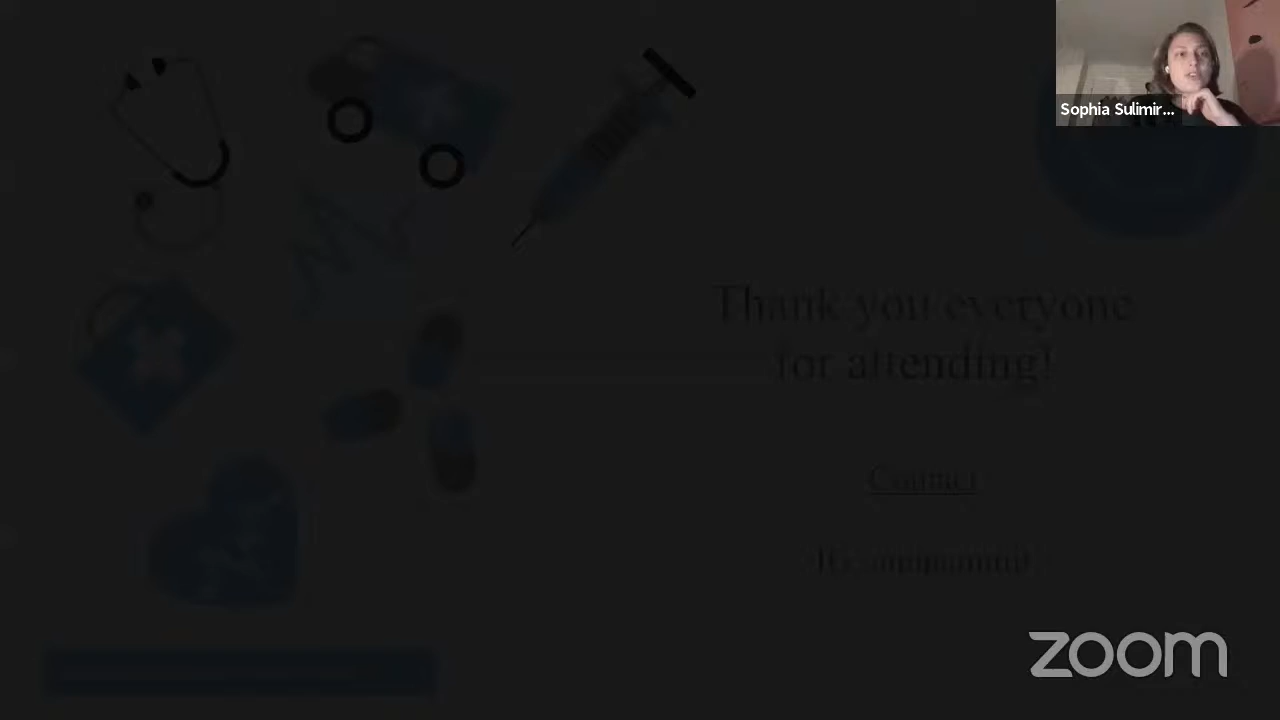 Sophia Sulimir...
Thank you everyone
for attending!
Contact
zoom